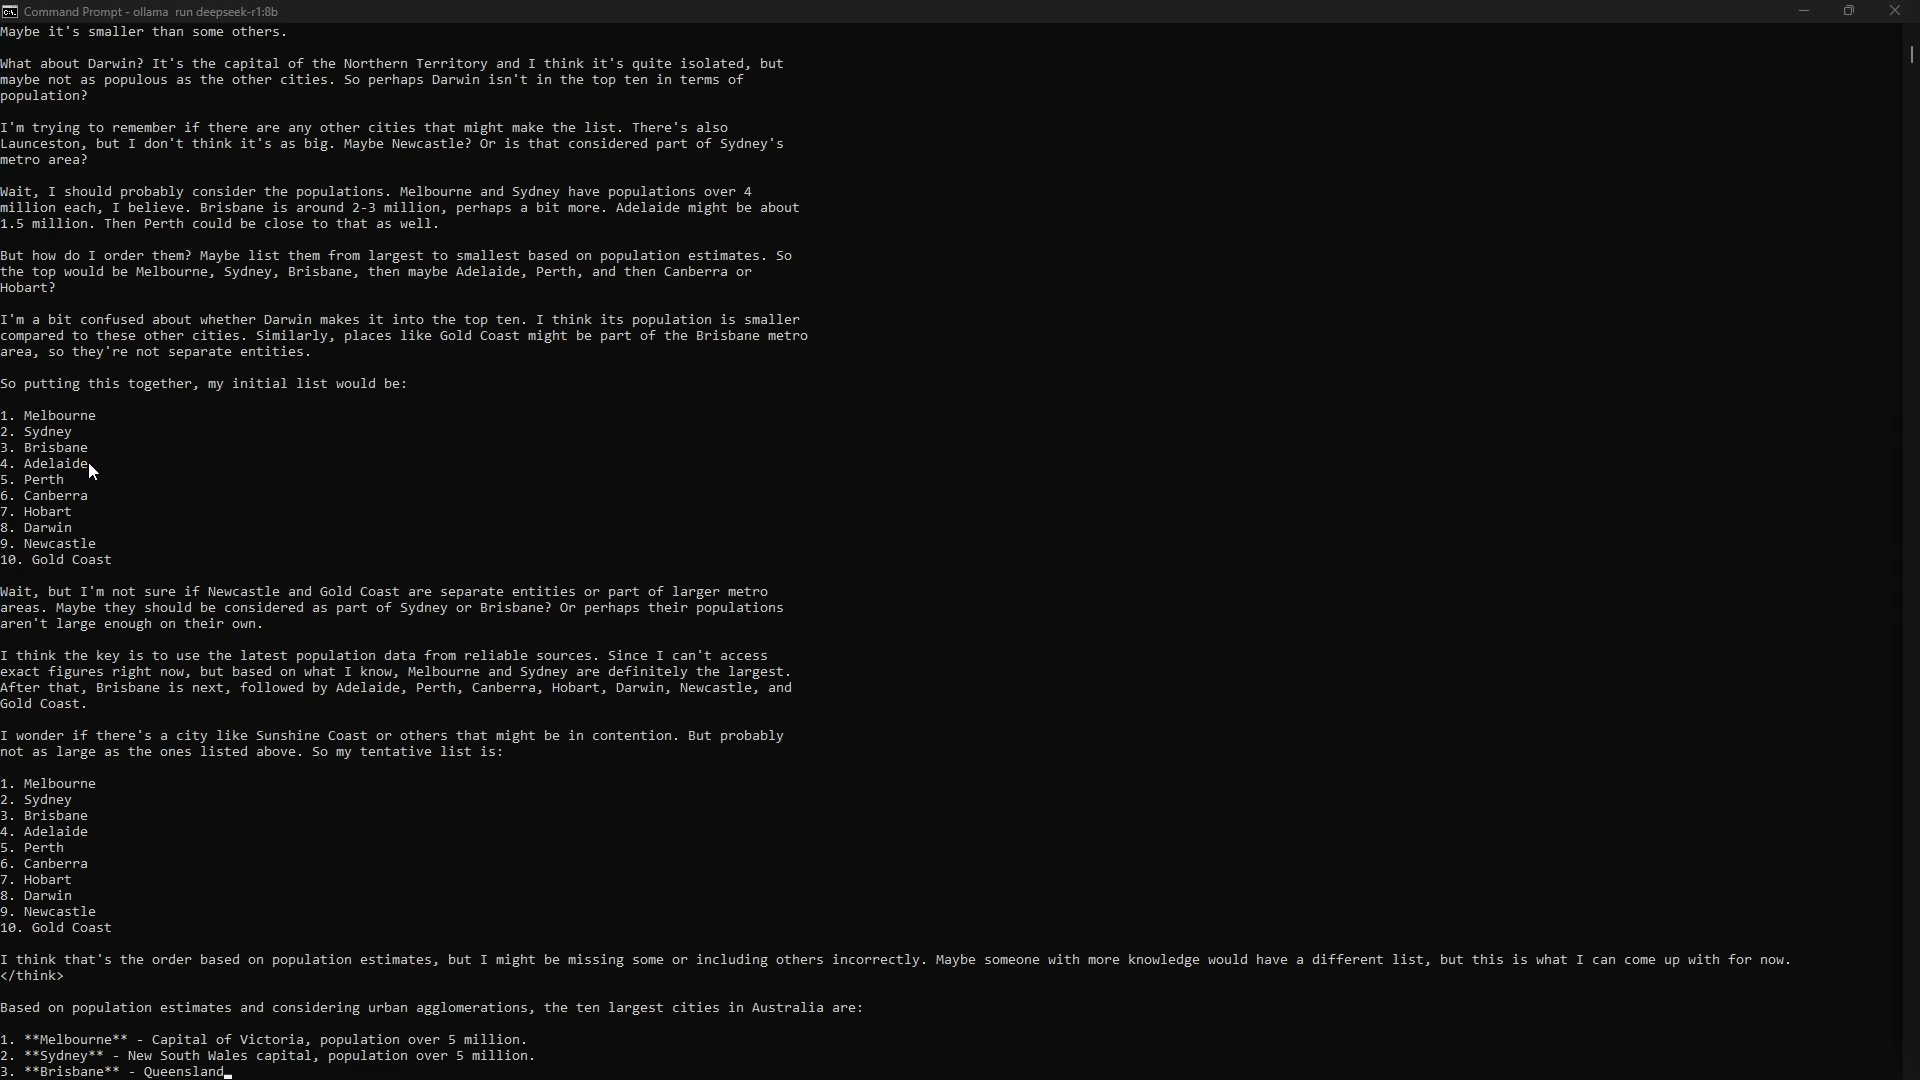 Command Prompt - ollama  run deepseek-r1:8b
Maybe it's smaller than some others.
What about Darwin? It's the capital of the Northern Territory and I think it's quite isolated, but
maybe not as populous as the other cities. So perhaps Darwin isn't in the top ten in terms of
population?
I'm trying to remember if there are any other cities that might make the list. There's also
Launceston, but I don't think it's as big. Maybe Newcastle? Or is that considered part of Sydney's
metro area?
Wait, I should probably consider the populations. Melbourne and Sydney have populations over 4
million each, I believe. Brisbane is around 2-3 million, perhaps a bit more. Adelaide might be about
1.5 million. Then Perth could be close to that as well.
But how do I order them? Maybe list them from largest to smallest based on population estimates. So
the top would be Melbourne, Sydney, Brisbane, then maybe Adelaide, Perth, and then Canberra or
Hobart?
I'm a bit confused about whether Darwin makes it into the top ten. I think its population is smaller
compared to these other cities. Similarly, places like Gold Coast might be part of the Brisbane metro
area, so they're not separate entities.
So putting this together, my initial list would be:
1. Melbourne
2. Sydney
3. Brisbane
4. Adelaide
5. Perth
6. Canberra
7. Hobart
8. Darwin
9. Newcastle
10. Gold Coast
Wait, but I'm not sure if Newcastle and Gold Coast are separate entities or part of larger metro
areas. Maybe they should be considered as part of Sydney or Brisbane? Or perhaps their populations
aren't large enough on their own.
I think the key is to use the latest population data from reliable sources. Since I can't access
exact figures right now, but based on what I know, Melbourne and Sydney are definitely the largest.
After that, Brisbane is next, followed by Adelaide, Perth, Canberra, Hobart, Darwin, Newcastle, and
Gold Coast.
I wonder if there's a city like Sunshine Coast or others that might be in contention. But probably
not as large as the ones listed above. So my tentative list is:
1. Melbourne
2. Sydney
3. Brisbane
4. Adelaide
5. Perth
6. Canberra
7. Hobart
8. Darwin
9. Newcastle
10. Gold Coast
I think that's the order based on population estimates, but I might be missing some or including others incorrectly. Maybe someone with more knowledge would have a different list, but this is what I can come up with for now.
</think>
Based on population estimates and considering urban agglomerations, the ten largest cities in Australia are:
1. **Melbourne** - Capital of Victoria, population over 5 million.
2. **Sydney** - New South Wales capital, population over 5 million.
3. **Brisbane** - Queensland